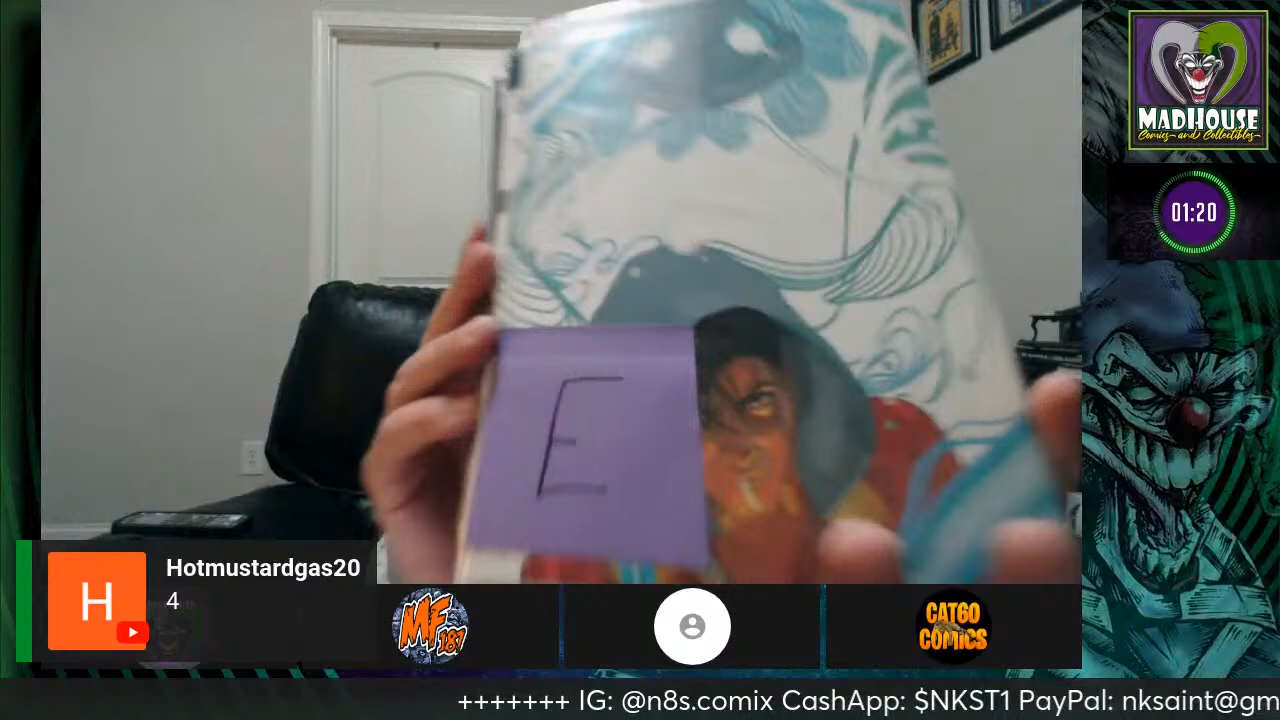 MADHOUSE
Comics and Collectibles
01:20
E
Hotmustardgas20
4
H
MF
187
CAT60
COMICS
+++++++ IG: @n8s.comix CashApp: $NKST1 PayPal: nksaint@gm